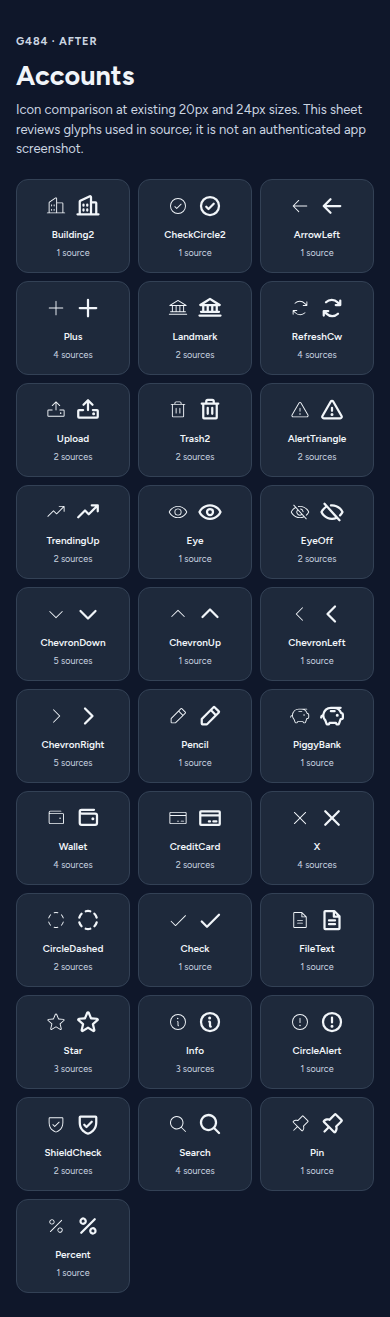 G484 · AFTER
Accounts
Icon comparison at existing 20px and 24px sizes. This sheet
reviews glyphs used in source; it is not an authenticated app
screenshot.
Building2
1 source
CheckCircle2
1 source
ArrowLeft
1 source
Plus
4 sources
Landmark
2 sources
RefreshCw
4 sources
Upload
2 sources
Trash2
2 sources
AlertTriangle
2 sources
TrendingUp
2 sources
Eye
1 source
EyeOff
2 sources
ChevronDown
5 sources
ChevronUp
1 source
ChevronLeft
1 source
ChevronRight
5 sources
Pencil
1 source
PiggyBank
1 source
Wallet
4 sources
CreditCard
2 sources
X
4 sources
CircleDashed
2 sources
Check
1 source
FileText
1 source
Star
3 sources
Info
3 sources
CircleAlert
1 source
ShieldCheck
2 sources
Search
4 sources
Pin
1 source
Percent
1 source